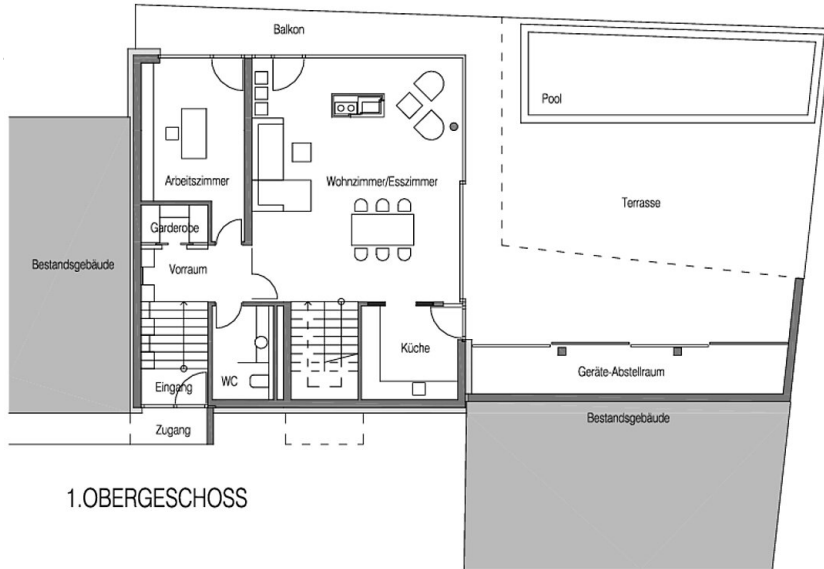 Balkon
Pool
Arbeitszimmer
Wohnzimmer/Esszimmer
Terrasse
Garderobe
Bestandsgebäude
Vorraum
Küche
Geräte-Abstellraum
Eingang
WC
Bestandsgebäude
Zugang
1.OBERGESCHOSS